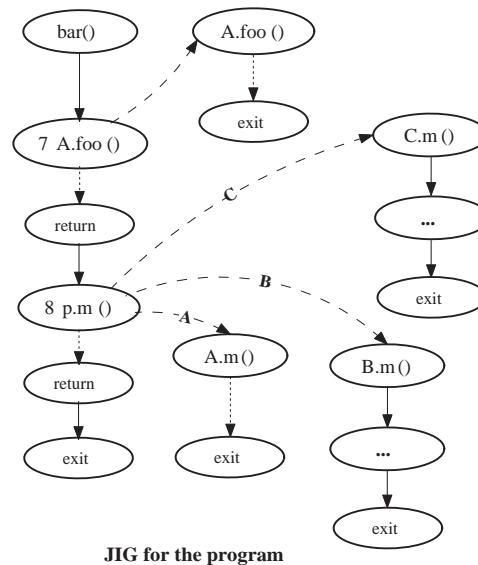 bar()
A.foo ()
exit
7 A.foo ()
C.m ()
C
return
...
B
8 p.m ()
exit
A
A.m ()
B.m ()
return
...
exit
exit
exit
JIG for the program